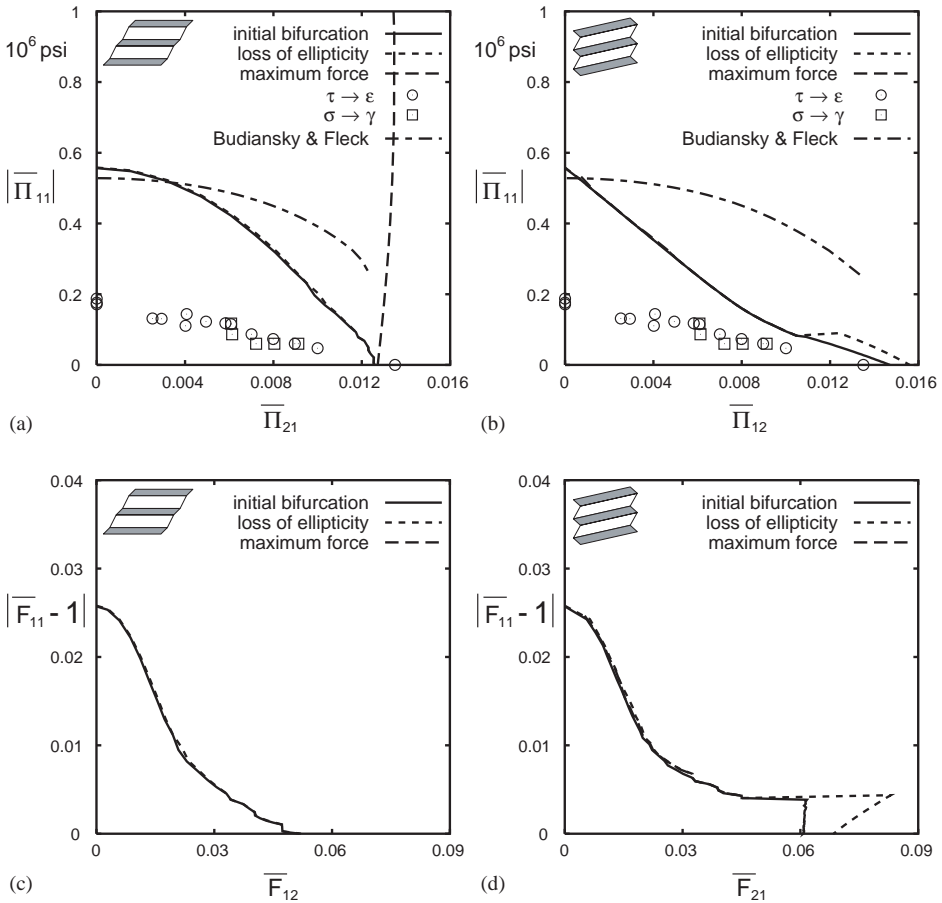 1
10⁶ psi
0.8
0.6
|Π̅₁₁|
0.4
0.2
0
0 0.004 0.008 0.012 0.016
Π̅₂₁
(a)
initial bifurcation
loss of ellipticity
maximum force
τ → ε
σ → γ
Budiansky & Fleck
1
10⁶ psi
0.8
0.6
|Π̅₁₁|
0.4
0.2
0
0 0.004 0.008 0.012 0.016
Π̅₁₂
(b)
initial bifurcation
loss of ellipticity
maximum force
τ → ε
σ → γ
Budiansky & Fleck
0.04
0.03
|F̅₁₁ - 1|
0.02
0.01
0
0 0.03 0.06 0.09
F̅₁₂
(c)
initial bifurcation
loss of ellipticity
maximum force
0.04
0.03
|F̅₁₁ - 1|
0.02
0.01
0
0 0.03 0.06 0.09
F̅₂₁
(d)
initial bifurcation
loss of ellipticity
maximum force